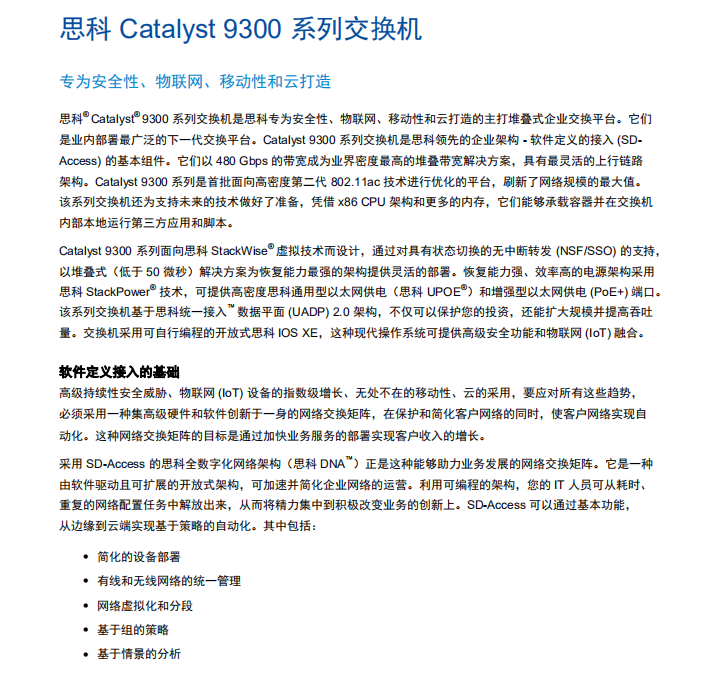 思科 Catalyst 9300 系列交换机
专为安全性、物联网、移动性和云打造
思科® Catalyst® 9300 系列交换机是思科专为安全性、物联网、移动性和云打造的主打堆叠式企业交换平台。它们
是业内部署最广泛的下一代交换平台。Catalyst 9300 系列交换机是思科领先的企业架构 - 软件定义的接入 (SD-
Access) 的基本组件。它们以 480 Gbps 的带宽成为业界密度最高的堆叠带宽解决方案，具有最灵活的上行链路
架构。Catalyst 9300 系列是首批面向高密度第二代 802.11ac 技术进行优化的平台，刷新了网络规模的最大值。
该系列交换机还为支持未来的技术做好了准备，凭借 x86 CPU 架构和更多的内存，它们能够承载容器并在交换机
内部本地运行第三方应用和脚本。
Catalyst 9300 系列面向思科 StackWise® 虚拟技术而设计，通过对具有状态切换的无中断转发 (NSF/SSO) 的支持，
以堆叠式（低于 50 微秒）解决方案为恢复能力最强的架构提供灵活的部署。恢复能力强、效率高的电源架构采用
思科 StackPower® 技术，可提供高密度思科通用型以太网供电（思科 UPOE®）和增强型以太网供电 (PoE+) 端口。
该系列交换机基于思科统一接入™ 数据平面 (UADP) 2.0 架构，不仅可以保护您的投资，还能扩大规模并提高吞吐
量。交换机采用可自行编程的开放式思科 IOS XE，这种现代操作系统可提供高级安全功能和物联网 (IoT) 融合。
软件定义接入的基础
高级持续性安全威胁、物联网 (IoT) 设备的指数级增长、无处不在的移动性、云的采用，要应对所有这些趋势，
必须采用一种集高级硬件和软件创新于一身的网络交换矩阵，在保护和简化客户网络的同时，使客户网络实现自
动化。这种网络交换矩阵的目标是通过加快业务服务的部署实现客户收入的增长。
采用 SD-Access 的思科全数字化网络架构（思科 DNA™）正是这种能够助力业务发展的网络交换矩阵。它是一种
由软件驱动且可扩展的开放式架构，可加速并简化企业网络的运营。利用可编程的架构，您的 IT 人员可从耗时、
重复的网络配置任务中解放出来，从而将精力集中到积极改变业务的创新上。SD-Access 可以通过基本功能，
从边缘到云端实现基于策略的自动化。其中包括：
• 简化的设备部署
• 有线和无线网络的统一管理
• 网络虚拟化和分段
• 基于组的策略
• 基于情景的分析